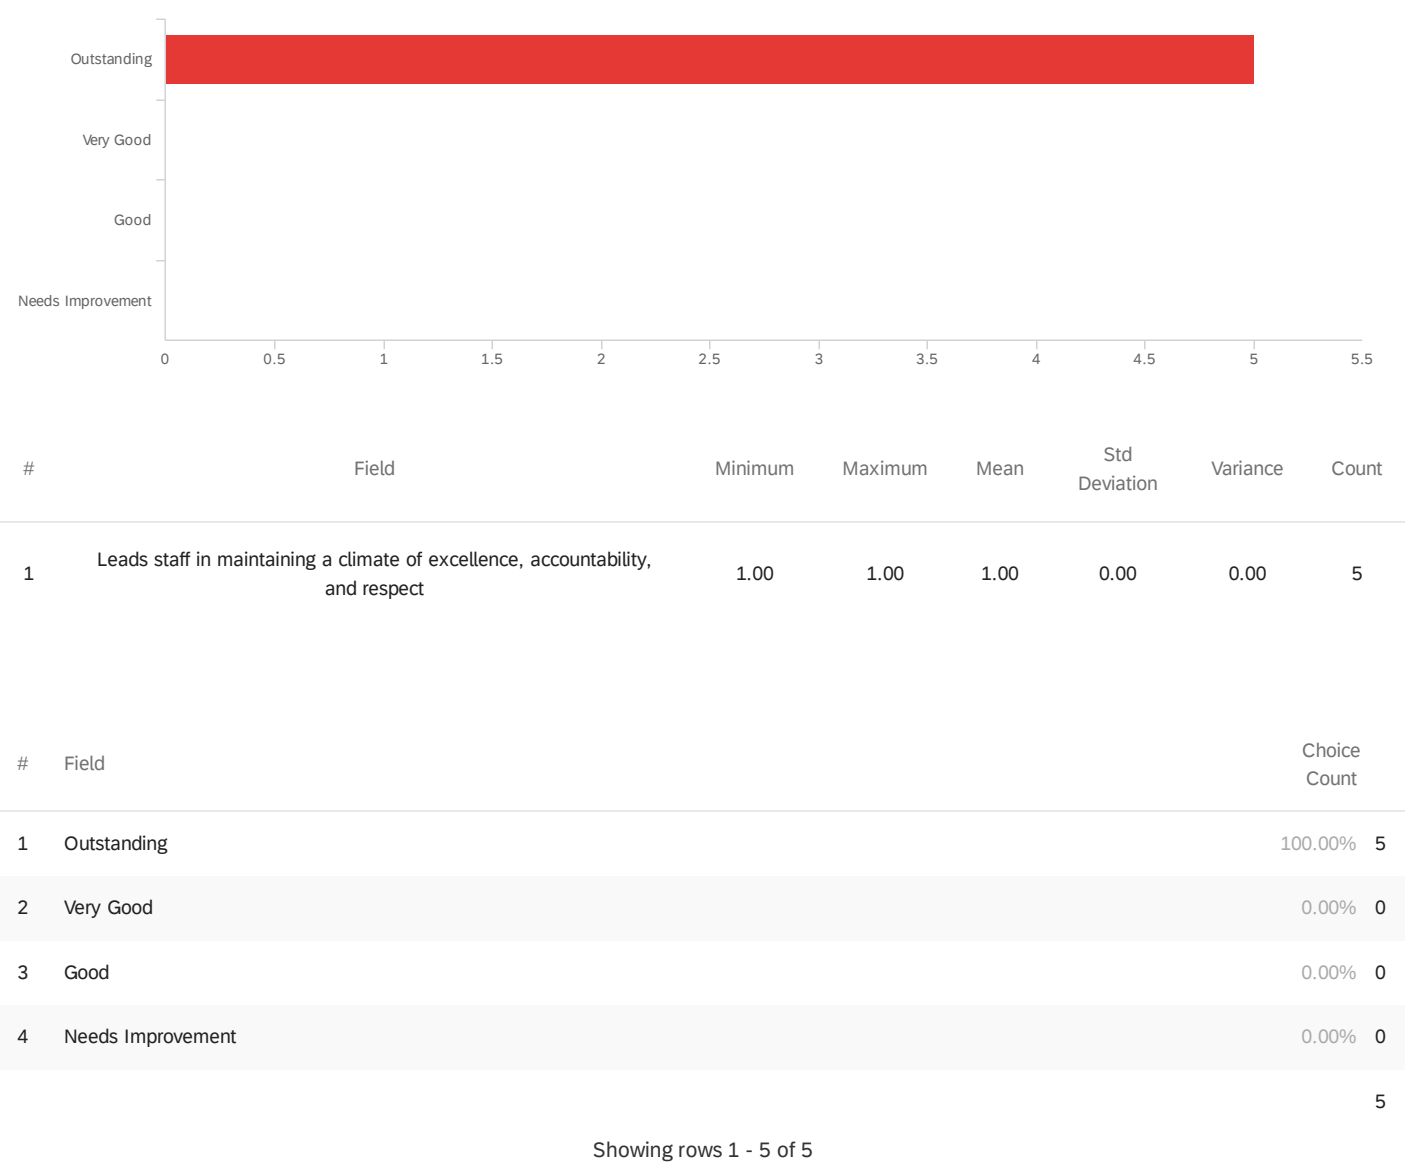 Outstanding
Very Good
Good
Needs Improvement
0 0.5 1 1.5 2 2.5 3 3.5 4 4.5 5 5.5
# Field Minimum Maximum Mean Std Deviation Variance Count
1 Leads staff in maintaining a climate of excellence, accountability,
and respect 1.00 1.00 1.00 0.00 0.00 5
# Field Choice
Count
1 Outstanding 100.00% 5
2 Very Good 0.00% 0
3 Good 0.00% 0
4 Needs Improvement 0.00% 0
5
Showing rows 1 - 5 of 5